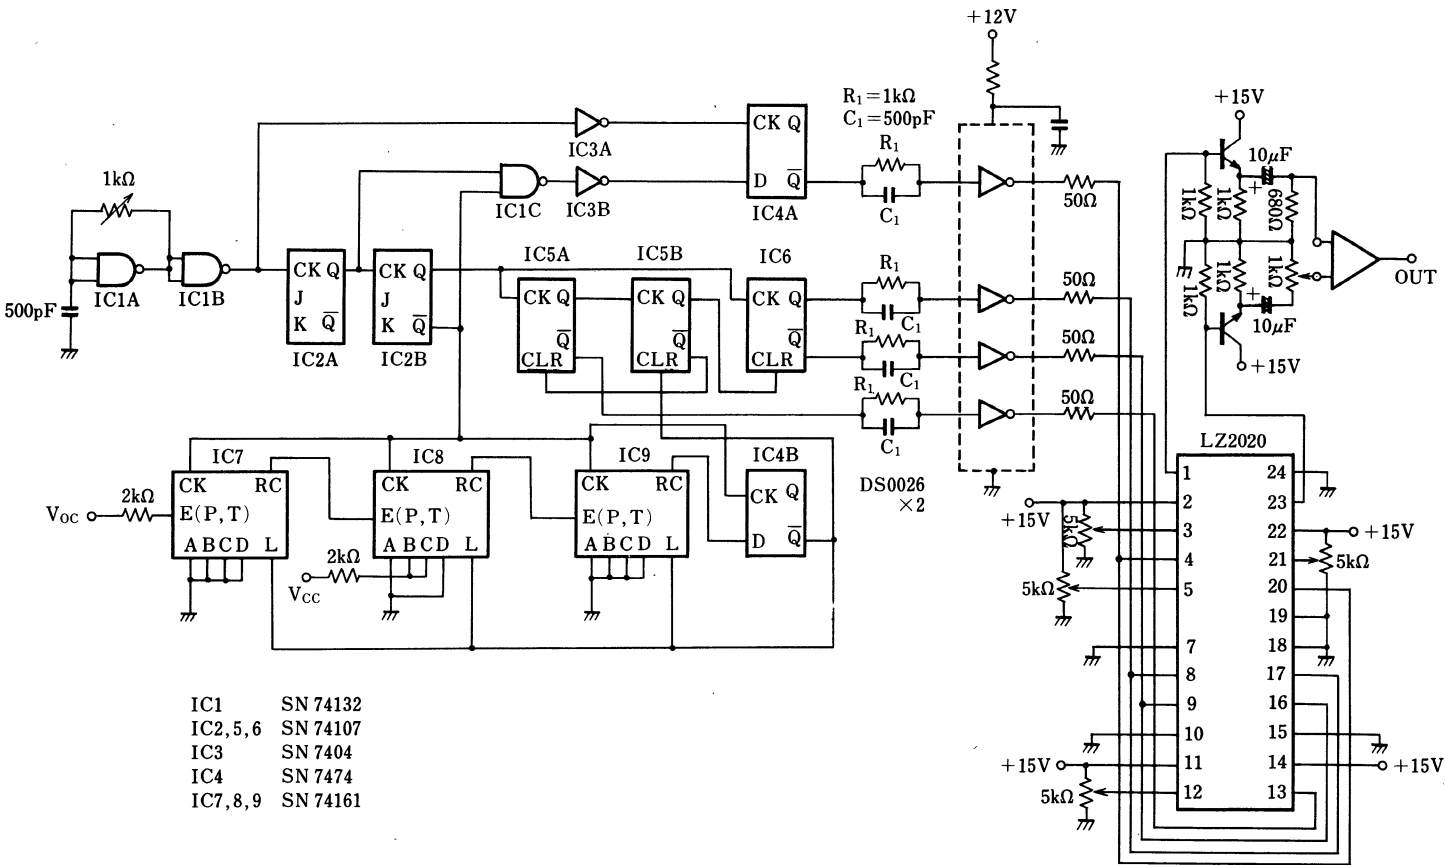 +12V
R₁=1kΩ
C₁=500pF
R₁
C₁
CK Q
D Q̅
IC4A
IC3A
IC1C
IC3B
50Ω
+15V
10μF
1kΩ
1kΩ
680Ω
1kΩ
1kΩ
1kΩ
+
+
10μF
+15V
OUT
1kΩ
IC1A
IC1B
500pF
CK Q
J
K Q̅
IC2A
CK Q
J
K Q̅
IC2B
IC5A
CK Q
Q̅
CLR
IC5B
CK Q
Q̅
CLR
IC6
CK Q
Q̅
CLR
R₁
C₁
50Ω
R₁
C₁
50Ω
R₁
C₁
50Ω
DS0026
×2
IC7
CK RC
E(P, T)
A B C D L
2kΩ
V_OC
IC8
CK RC
E(P, T)
A B C D L
2kΩ
V_CC
IC9
CK RC
E(P, T)
A B C D L
IC4B
CK Q
D Q̅
LZ2020
1 24
2 23
3 22
4 21
5 20
19
7 18
8 17
9 16
10 15
11 14
12 13
+15V
5kΩ
5kΩ
+15V
5kΩ
+15V
5kΩ
+15V
IC1 SN 74132
IC2,5,6 SN 74107
IC3 SN 7404
IC4 SN 7474
IC7,8,9 SN 74161